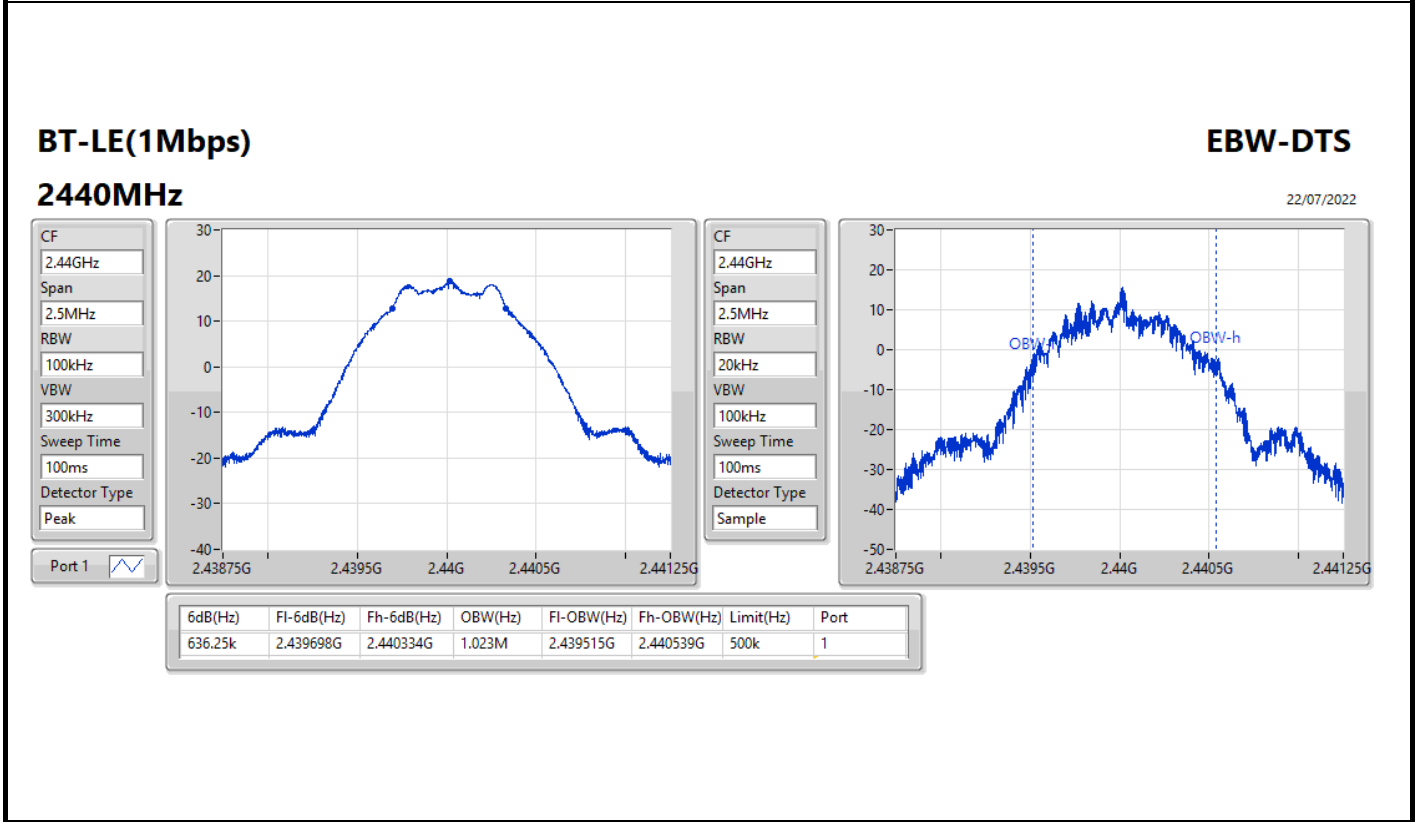 BT-LE(1Mbps)
EBW-DTS
2440MHz
22/07/2022
CF
2.44GHz
Span
2.5MHz
RBW
100kHz
VBW
300kHz
Sweep Time
100ms
Detector Type
Peak
Port 1
30
20
10
0
-10
-20
-30
-40
2.43875G 2.4395G 2.44G 2.4405G 2.44125G
CF
2.44GHz
Span
2.5MHz
RBW
20kHz
VBW
100kHz
Sweep Time
100ms
Detector Type
Sample
30
20
10
0
-10
-20
-30
-40
-50
OBW-h
2.43875G 2.4395G 2.44G 2.4405G 2.44125G
6dB(Hz) Fl-6dB(Hz) Fh-6dB(Hz) OBW(Hz) Fl-OBW(Hz) Fh-OBW(Hz) Limit(Hz) Port
636.25k 2.439698G 2.440334G 1.023M 2.439515G 2.440539G 500k 1